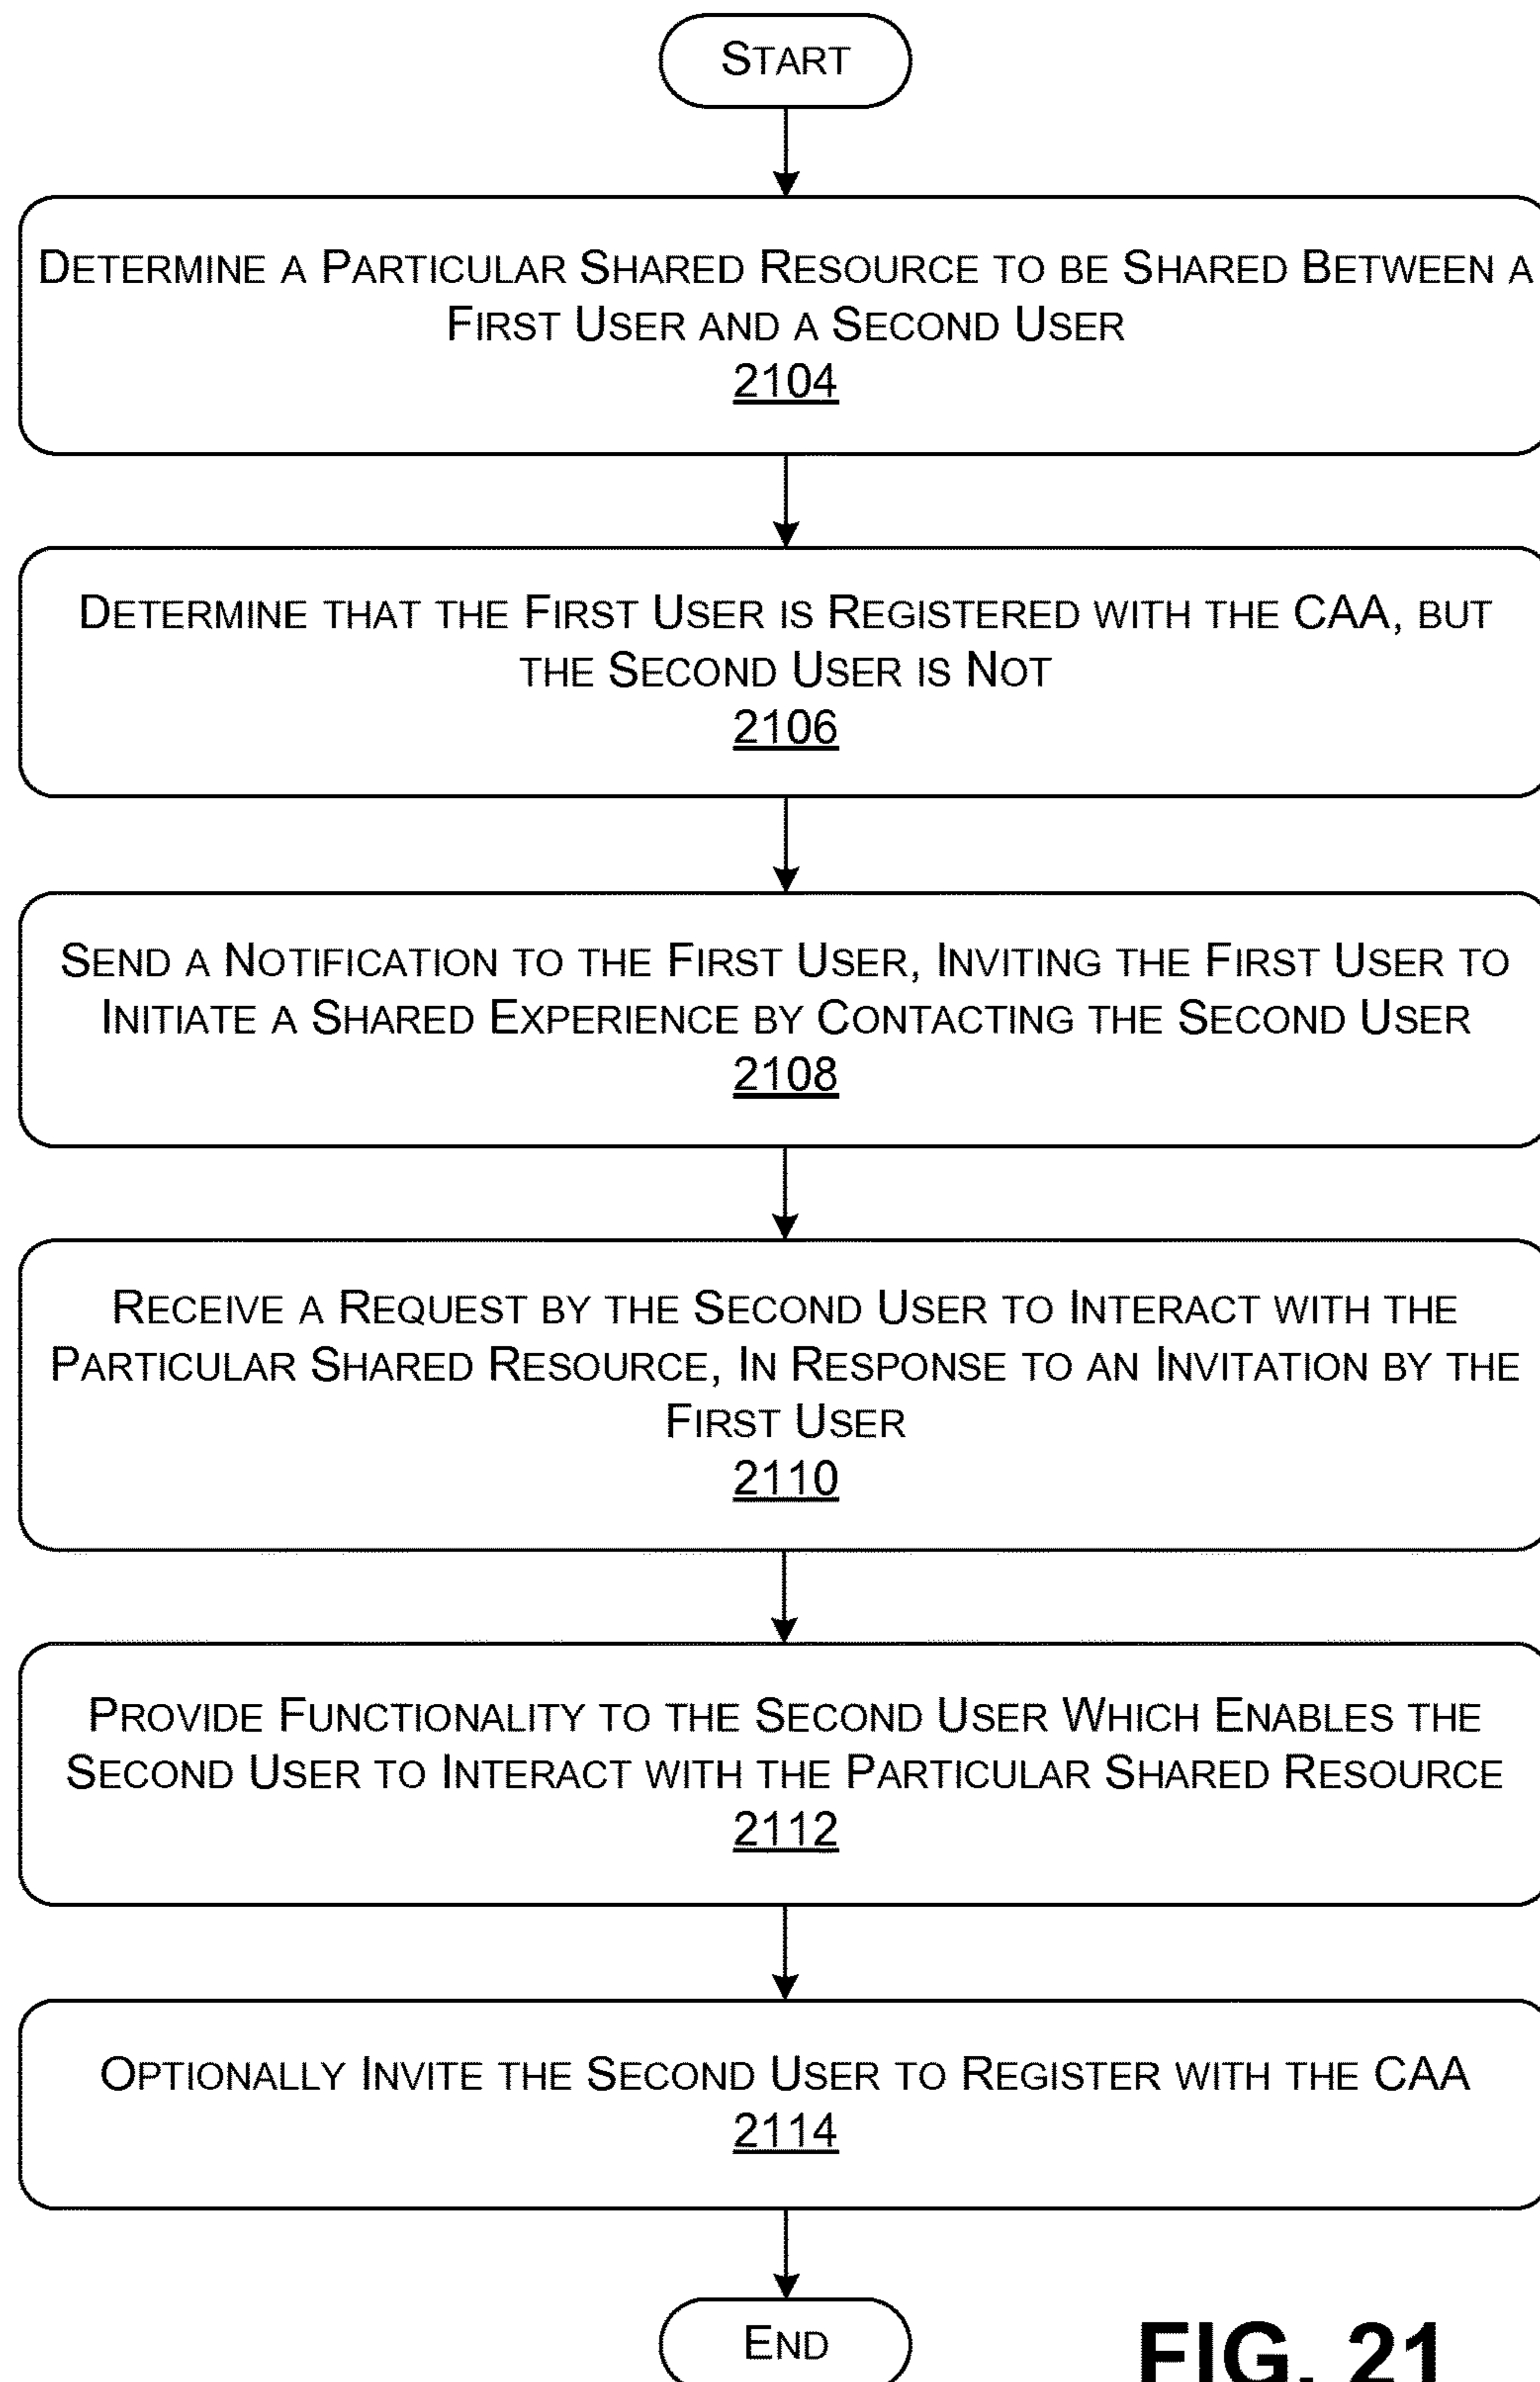 START
DETERMINE A PARTICULAR SHARED RESOURCE TO BE SHARED BETWEEN A
FIRST USER AND A SECOND USER
2104
DETERMINE THAT THE FIRST USER IS REGISTERED WITH THE CAA, BUT
THE SECOND USER IS NOT
2106
SEND A NOTIFICATION TO THE FIRST USER, INVITING THE FIRST USER TO
INITIATE A SHARED EXPERIENCE BY CONTACTING THE SECOND USER
2108
RECEIVE A REQUEST BY THE SECOND USER TO INTERACT WITH THE
PARTICULAR SHARED RESOURCE, IN RESPONSE TO AN INVITATION BY THE
FIRST USER
2110
PROVIDE FUNCTIONALITY TO THE SECOND USER WHICH ENABLES THE
SECOND USER TO INTERACT WITH THE PARTICULAR SHARED RESOURCE
2112
OPTIONALLY INVITE THE SECOND USER TO REGISTER WITH THE CAA
2114
END
FIG. 21